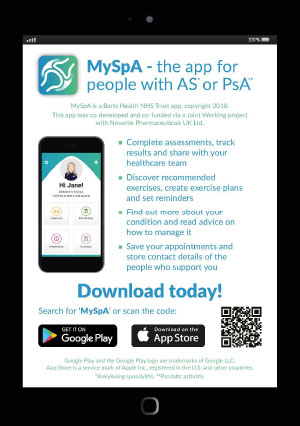 100%
MySpA - the app for
people with AS* or PsA**
MySpA is a Barts Health NHS Trust app, copyright 2018.
This app was co-developed and co-funded via a Joint Working project
with Novartis Pharmaceuticals UK Ltd.
Hi Jane!
Exercises
Information
Contact
Complete assessments, track
results and share with your
healthcare team
Discover recommended
exercises, create exercise plans
and set reminders
Find out more about your
condition and read advice on
how to manage it
Save your appointments and
store contact details of the
people who support you
Download today!
Search for 'MySpA' or scan the code:
GET IT ON
Google Play
Download on the
App Store
Google Play and the Google Play logo are trademarks of Google LLC.
App Store is a service mark of Apple Inc., registered in the U.S. and other countries.
*Ankylosing spondylitis. **Psoriatic arthritis.